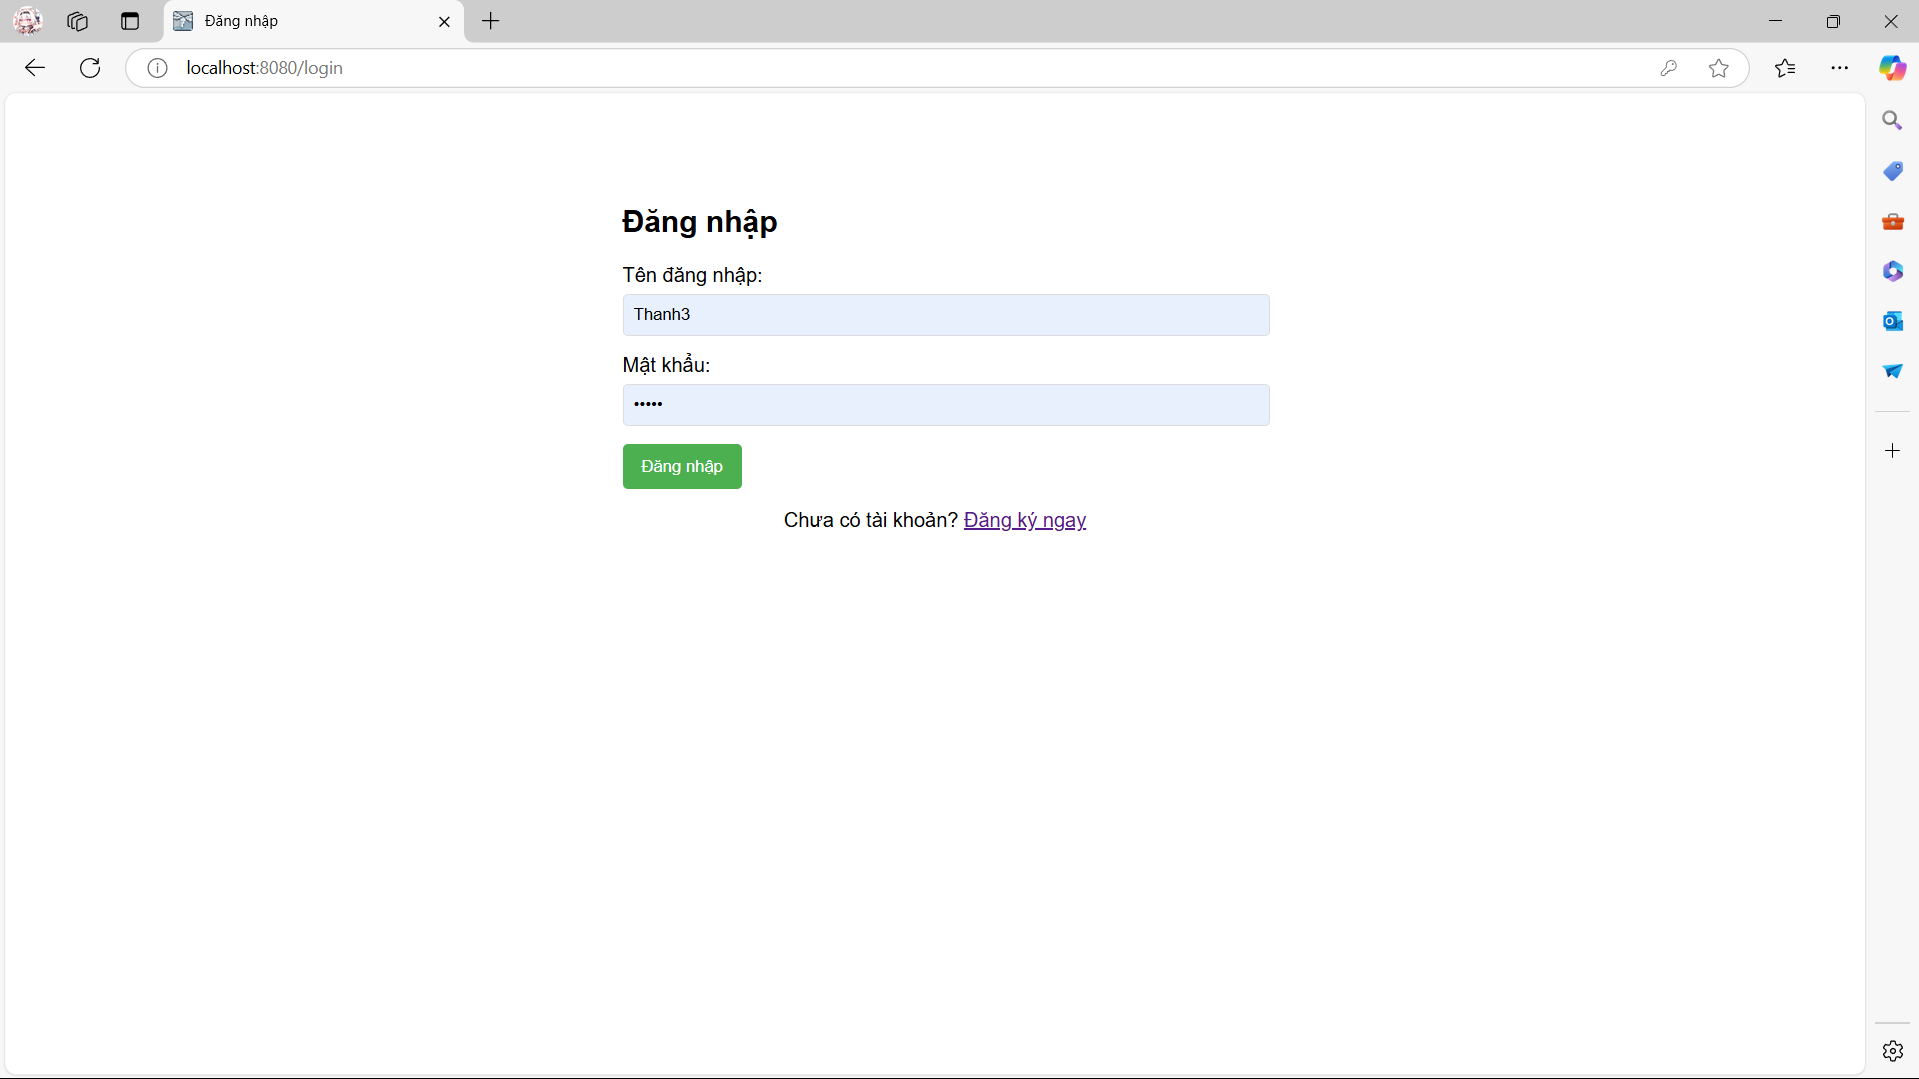 Đăng nhập
localhost:8080/login
Đăng nhập
Tên đăng nhập:
Thanh3
Mật khẩu:
•••••
Đăng nhập
Chưa có tài khoản? Đăng ký ngay